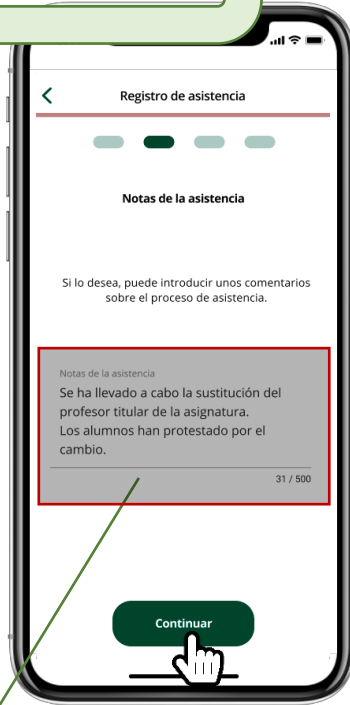 Registro de asistencia
Notas de la asistencia
Si lo desea, puede introducir unos comentarios
sobre el proceso de asistencia.
Notas de la asistencia
Se ha llevado a cabo la sustitución del
profesor titular de la asignatura.
Los alumnos han protestado por el
cambio.
31 / 500
Continuar